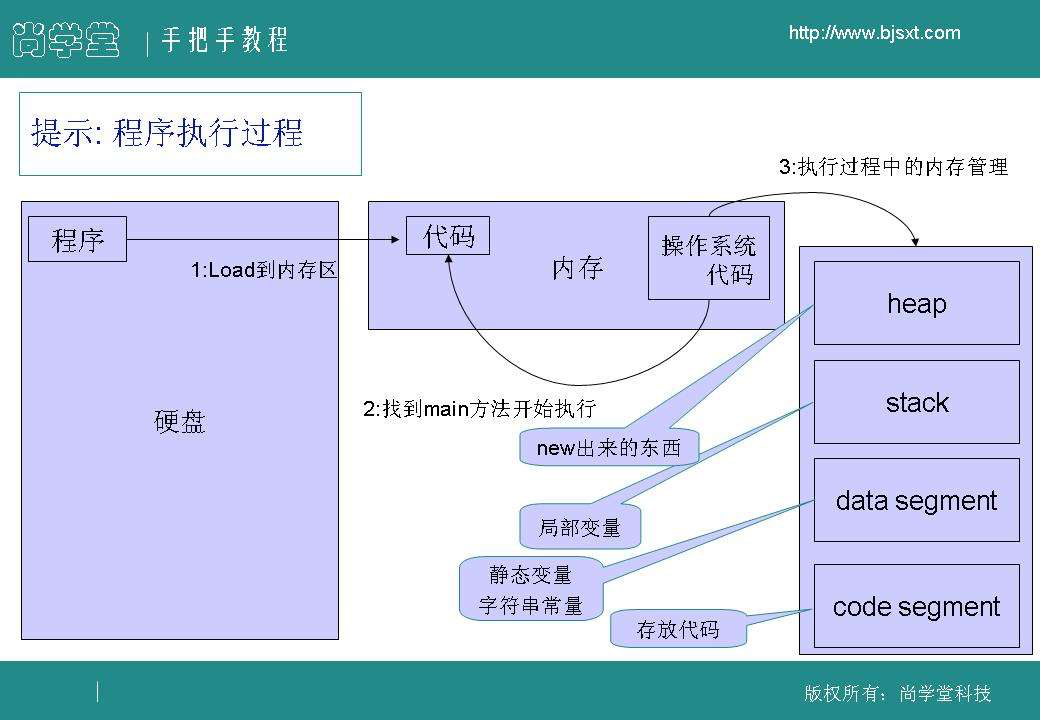 尚学堂
手把手教程
http://www.bjsxt.com
提示: 程序执行过程
3:执行过程中的内存管理
程序
代码
操作系统
代码
内存
1:Load到内存区
heap
硬盘
2:找到main方法开始执行
stack
new出来的东西
data segment
局部变量
静态变量
字符串常量
code segment
存放代码
版权所有：尚学堂科技